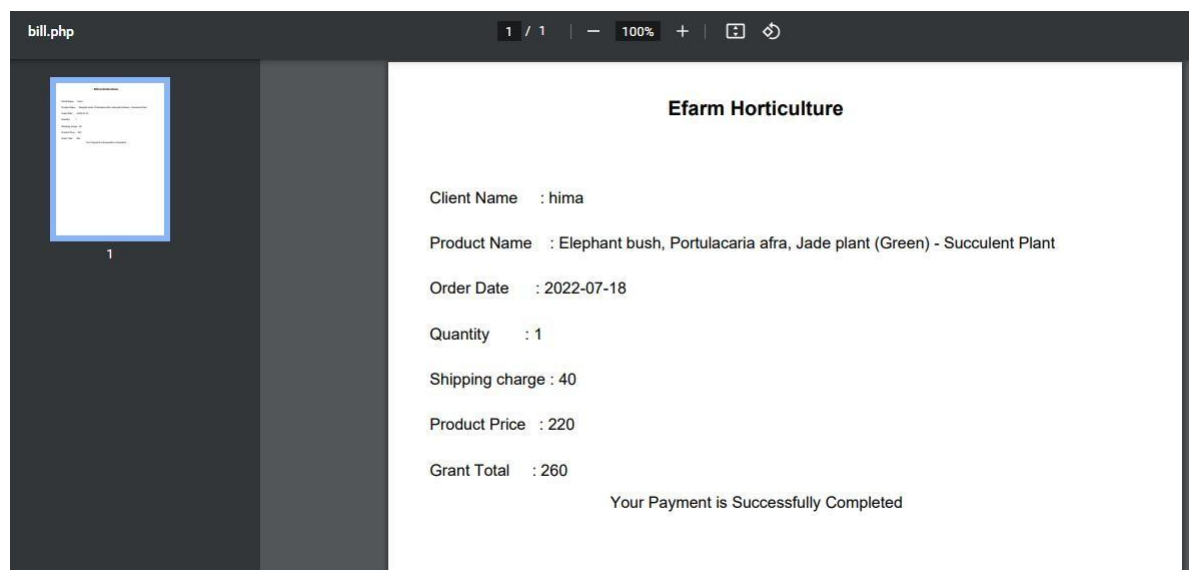 bill.php
1 / 1 | − 100% + |
1
Efarm Horticulture
Client Name : hima
Product Name : Elephant bush, Portulacaria afra, Jade plant (Green) - Succulent Plant
Order Date : 2022-07-18
Quantity : 1
Shipping charge : 40
Product Price : 220
Grant Total : 260
Your Payment is Successfully Completed